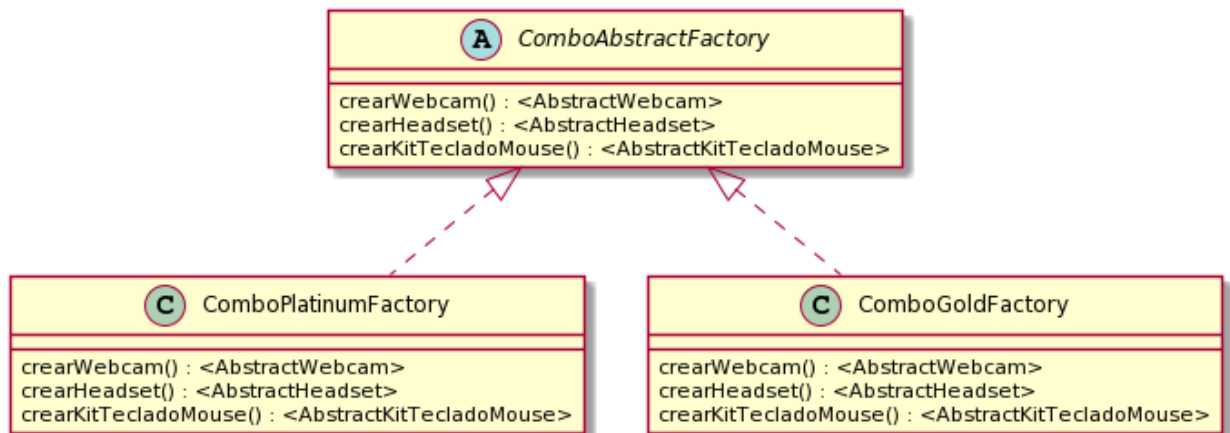 A ComboAbstractFactory
crearWebcam() : <AbstractWebcam>
crearHeadset() : <AbstractHeadset>
crearKitTecladoMouse() : <AbstractKitTecladoMouse>
C ComboPlatinumFactory
crearWebcam() : <AbstractWebcam>
crearHeadset() : <AbstractHeadset>
crearKitTecladoMouse() : <AbstractKitTecladoMouse>
C ComboGoldFactory
crearWebcam() : <AbstractWebcam>
crearHeadset() : <AbstractHeadset>
crearKitTecladoMouse() : <AbstractKitTecladoMouse>